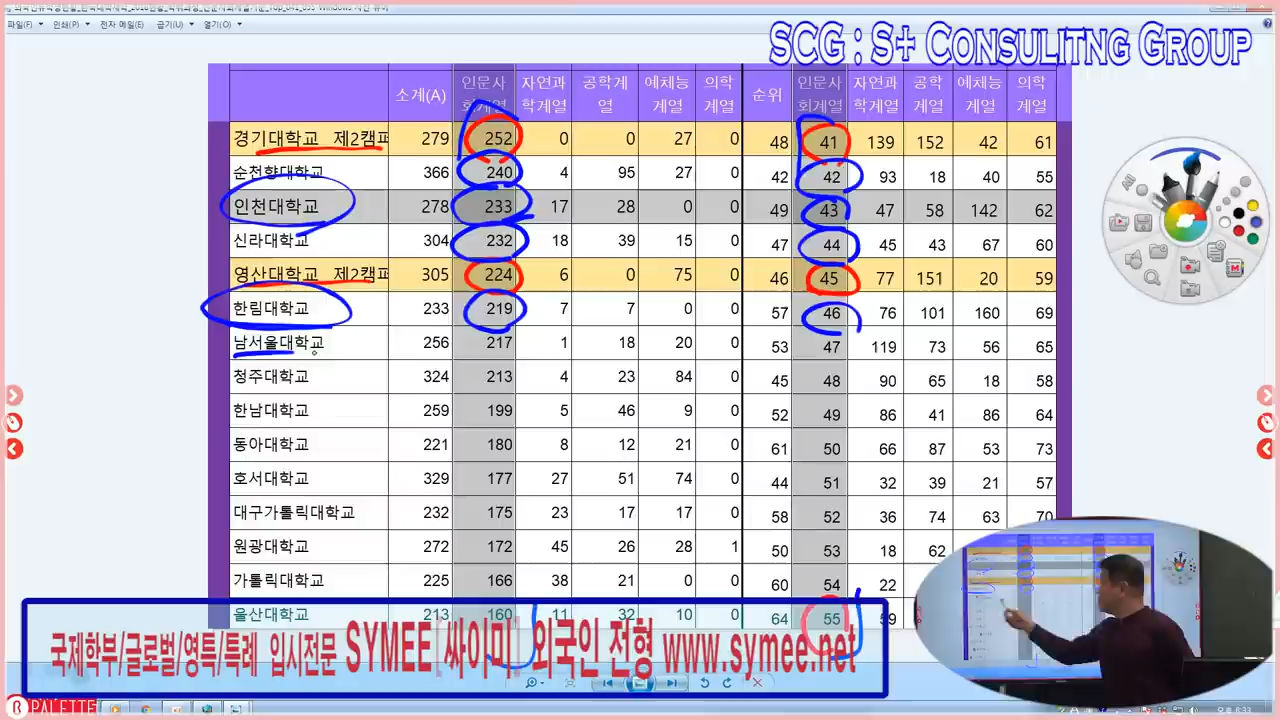 파일(F) 인쇄(P) 전자 메일(E) 굽기(U) 열기(O)
SCG : S+ CONSULITNG GROUP
소계(A) 인문사회계열 자연과학계열 공학계열 예체능계열 의학계열 순위 인문사회계열 자연과학계열 공학계열 예체능계열 의학계열
경기대학교 제2캠퍼 279 252 0 0 27 0 48 41 139 152 42 61
순천향대학교 366 240 4 95 27 0 42 42 93 18 40 55
인천대학교 278 233 17 28 0 0 49 43 47 58 142 62
신라대학교 304 232 18 39 15 0 47 44 45 43 67 60
영산대학교 제2캠퍼 305 224 6 0 75 0 46 45 77 151 20 59
한림대학교 233 219 7 7 0 0 57 46 76 101 160 69
남서울대학교 256 217 1 18 20 0 53 47 119 73 56 65
청주대학교 324 213 4 23 84 0 45 48 90 65 18 58
한남대학교 259 199 5 46 9 0 52 49 86 41 86 64
동아대학교 221 180 8 12 21 0 61 50 66 87 53 73
호서대학교 329 177 27 51 74 0 44 51 32 39 21 57
대구가톨릭대학교 232 175 23 17 17 0 58 52 36 74 63 70
원광대학교 272 172 45 26 28 1 50 53 18 62
가톨릭대학교 225 166 38 21 0 0 60 54 22
울산대학교 213 160 11 32 10 0 64 55 59
국제학부/글로벌/영특/특례 입시전문 SYMEE [싸이미] 외국인 전형 www.symee.net
PALETTE
오후 6:33